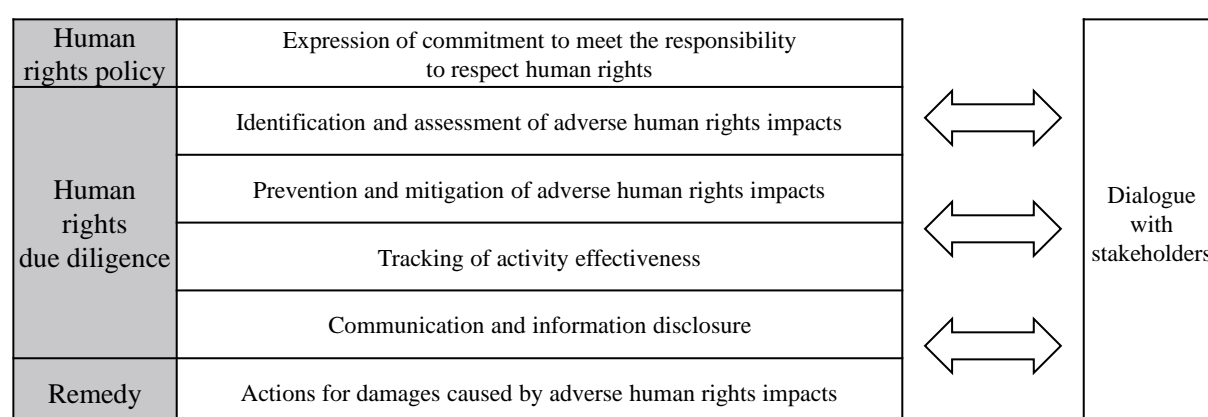 Human
rights policy
Expression of commitment to meet the responsibility
to respect human rights
Human
rights
due diligence
Identification and assessment of adverse human rights impacts
Prevention and mitigation of adverse human rights impacts
Tracking of activity effectiveness
Communication and information disclosure
Remedy
Actions for damages caused by adverse human rights impacts
Dialogue
with
stakeholders